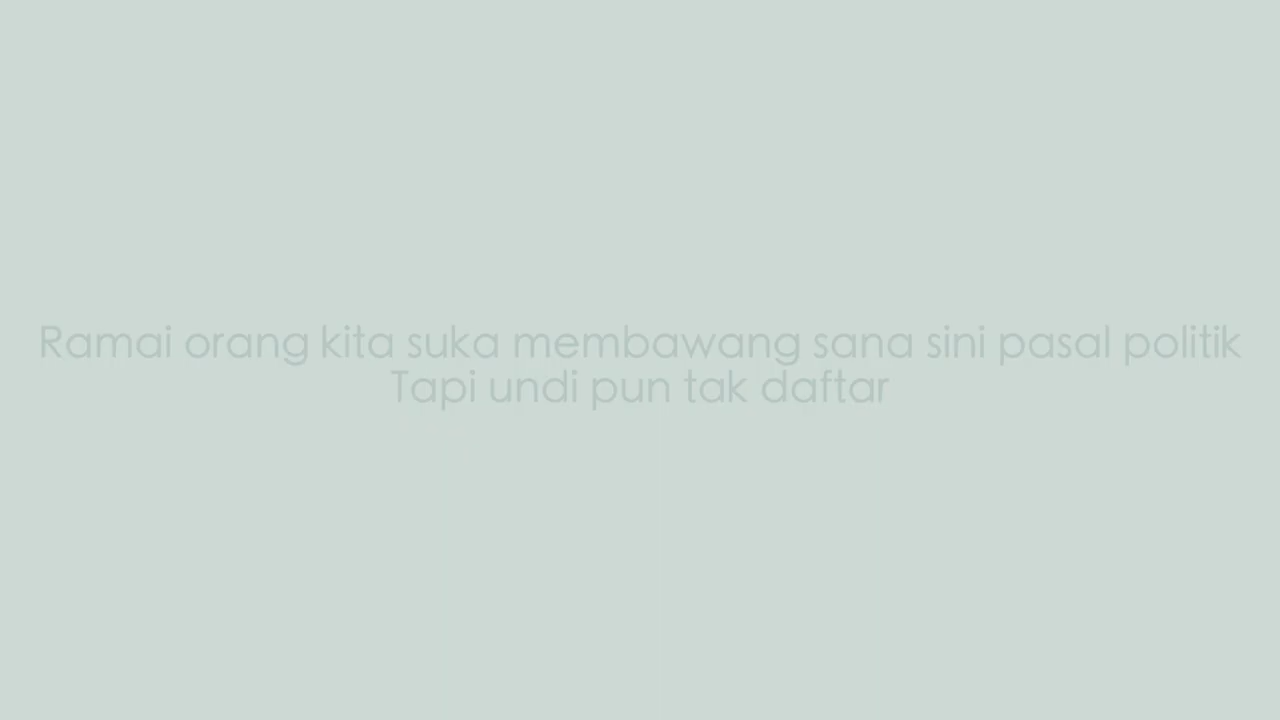 Ramai orang kita suka membawang sana sini pasal politik
Tapi undi pun tak daftar